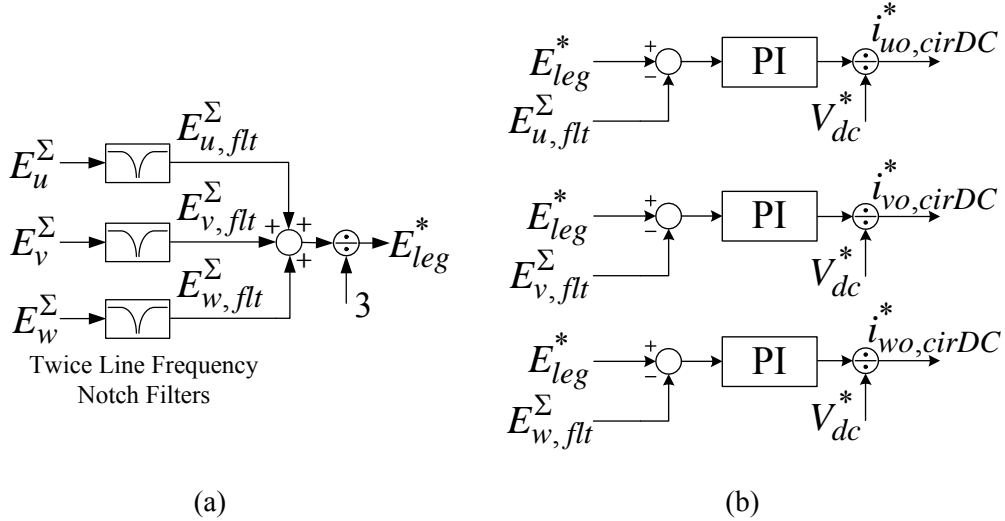 E_u^Σ
E_{u,flt}^Σ
E_v^Σ
E_{v,flt}^Σ
E_w^Σ
E_{w,flt}^Σ
+
+
+
÷
3
E_{leg}^*
Twice Line Frequency
Notch Filters
(a)
E_{leg}^*
+
−
E_{u,flt}^Σ
PI
÷
V_{dc}^*
i_{uo,cirDC}^*
E_{leg}^*
+
−
E_{v,flt}^Σ
PI
÷
V_{dc}^*
i_{vo,cirDC}^*
E_{leg}^*
+
−
E_{w,flt}^Σ
PI
÷
V_{dc}^*
i_{wo,cirDC}^*
(b)